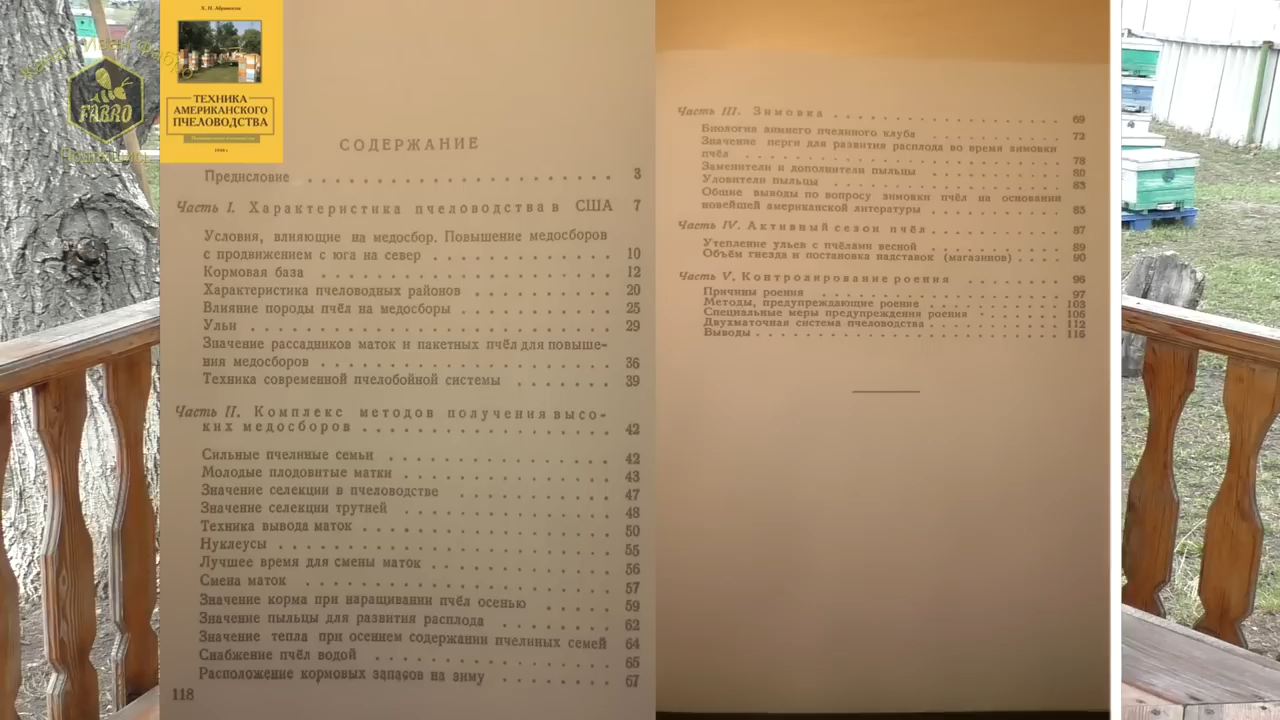 К. Н. Абрамасов
ТЕХНИКА
АМЕРИКАНСКОГО
ПЧЕЛОВОДСТВА
1948 г
FABRO
СОДЕРЖАНИЕ
Предисловие . . . 3
Часть I. Характеристика пчеловодства в США 7
Условия, влияющие на медосбор. Повышение медосборов
с продвижением с юга на север . . . 10
Кормовая база . . . 12
Характеристика пчеловодных районов . . . 20
Влияние породы пчёл на медосборы . . . 25
Ульи . . . 29
Значение рассадников маток и пакетных пчёл для повыше-
ния медосборов . . . 36
Техника современной пчелобойной системы . . . 39
Часть II. Комплекс методов получения высо-
ких медосборов . . . 42
Сильные пчелиные семьи . . . 42
Молодые плодовитые матки . . . 43
Значение селекции в пчеловодстве . . . 47
Значение селекции трутней . . . 48
Техника вывода маток . . . 50
Нуклеусы . . . 55
Лучшее время для смены маток . . . 56
Смена маток . . . 57
Значение корма при наращивании пчёл осенью . . . 59
Значение пыльцы для развития расплода . . . 62
Значение тепла при осеннем содержании пчелиных семей 64
Снабжение пчёл водой . . . 65
Расположение кормовых запасов на зиму . . . 67
118
Часть III. Зимовка . . . 69
Биология зимнего пчелиного клуба . . . 72
Значение перги для развития расплода во время зимовки
пчёл . . . 78
Заменители и дополнители пыльцы . . . 80
Уловители пыльцы . . . 83
Общие выводы по вопросу зимовки пчёл на основании
новейшей американской литературы . . . 85
Часть IV. Активный сезон пчёл . . . 87
Утепление ульев с пчёлами весной . . . 89
Объём гнезда и постановка надставок (магазинов) . . . 90
Часть V. Контролирование роения . . . 96
Причины роения . . . 97
Методы, предупреждающие роение . . . 103
Специальные меры предупреждения роения . . . 106
Двухматочная система пчеловодства . . . 112
Выводы . . . 115